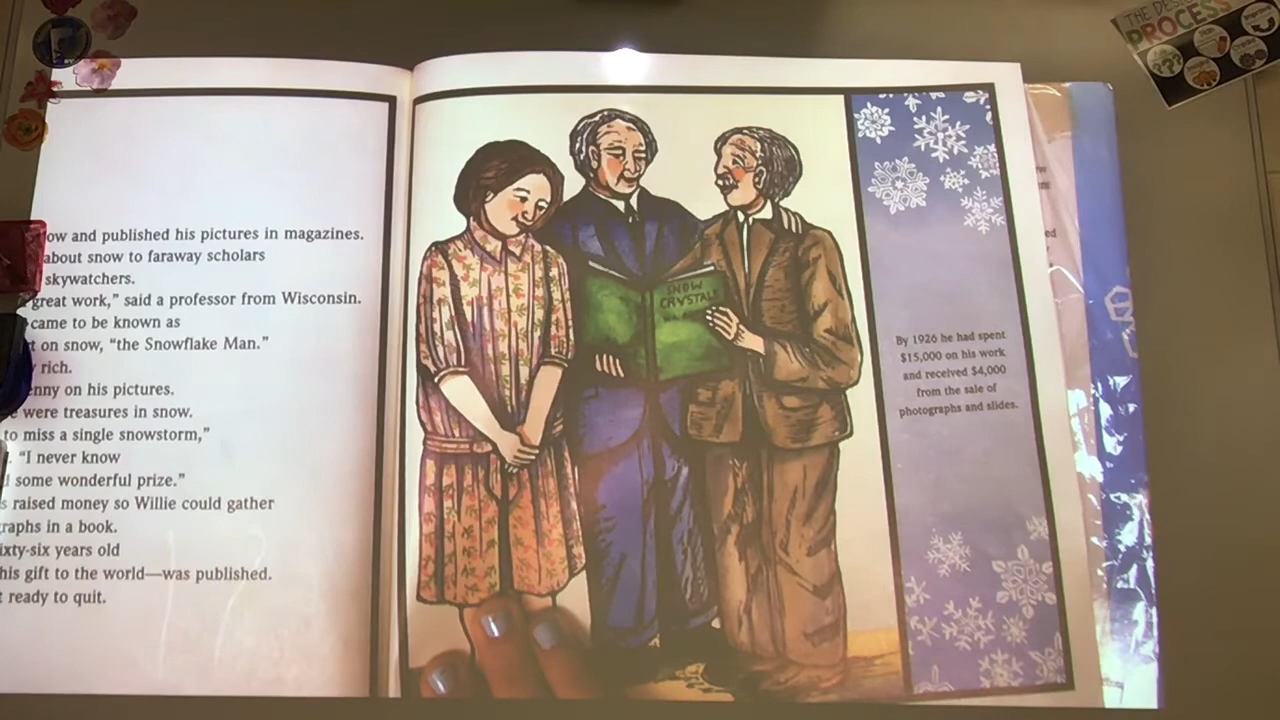 ow and published his pictures in magazines.
about snow to faraway scholars
skywatchers.
great work,” said a professor from Wisconsin.
came to be known as
t on snow, “the Snowflake Man.”
rich.
enny on his pictures.
were treasures in snow.
to miss a single snowstorm,”
. “I never know
some wonderful prize.”
s raised money so Willie could gather
raphs in a book.
ixty-six years old
his gift to the world—was published.
t ready to quit.
SNOW
CRYSTALS
By 1926 he had spent
$15,000 on his work
and received $4,000
from the sale of
photographs and slides.
THE DESIGN
PROCESS